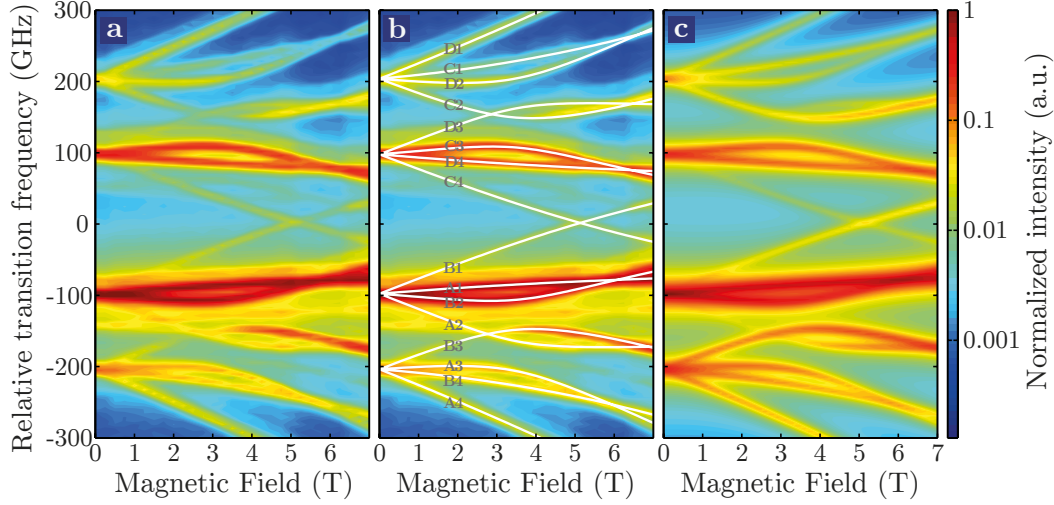 Relative transition frequency (GHz)
300
200
100
0
-100
-200
-300
a
0 1 2 3 4 5 6
Magnetic Field (T)
b
D1
C1
D2
C2
D3
C3
D4
C4
B1
A1
B2
A2
B3
A3
B4
A4
0 1 2 3 4 5 6
Magnetic Field (T)
c
0 1 2 3 4 5 6 7
Magnetic Field (T)
1
0.1
0.01
0.001
Normalized intensity (a.u.)